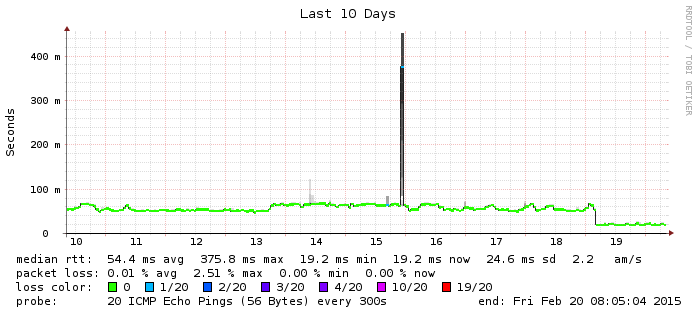 Last 10 Days
RRDTOOL / TOBI OETIKER
Seconds
400 m
300 m
200 m
100 m
0
10 11 12 13 14 15 16 17 18 19
median rtt: 54.4 ms avg 375.8 ms max 19.2 ms min 19.2 ms now 24.6 ms sd 2.2 am/s
packet loss: 0.01 % avg 2.51 % max 0.00 % min 0.00 % now
loss color: 0 1/20 2/20 3/20 4/20 10/20 19/20
probe: 20 ICMP Echo Pings (56 Bytes) every 300s end: Fri Feb 20 08:05:04 2015